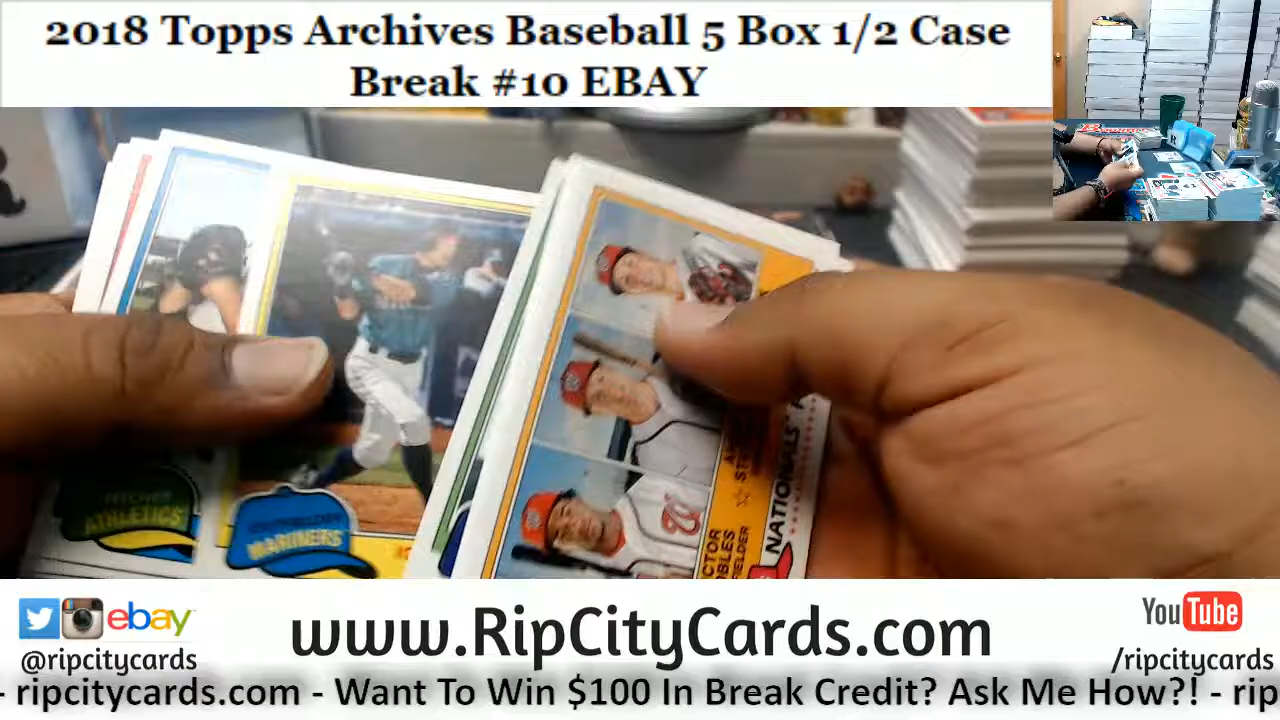 2018 Topps Archives Baseball 5 Box 1/2 Case
Break #10 EBAY
PITCHER
ATHLETICS
MARINERS
NATIONALS
ebay
@ripcitycards
www.RipCityCards.com
YouTube
/ripcitycards
- ripcitycards.com - Want To Win $100 In Break Credit? Ask Me How?! - rip